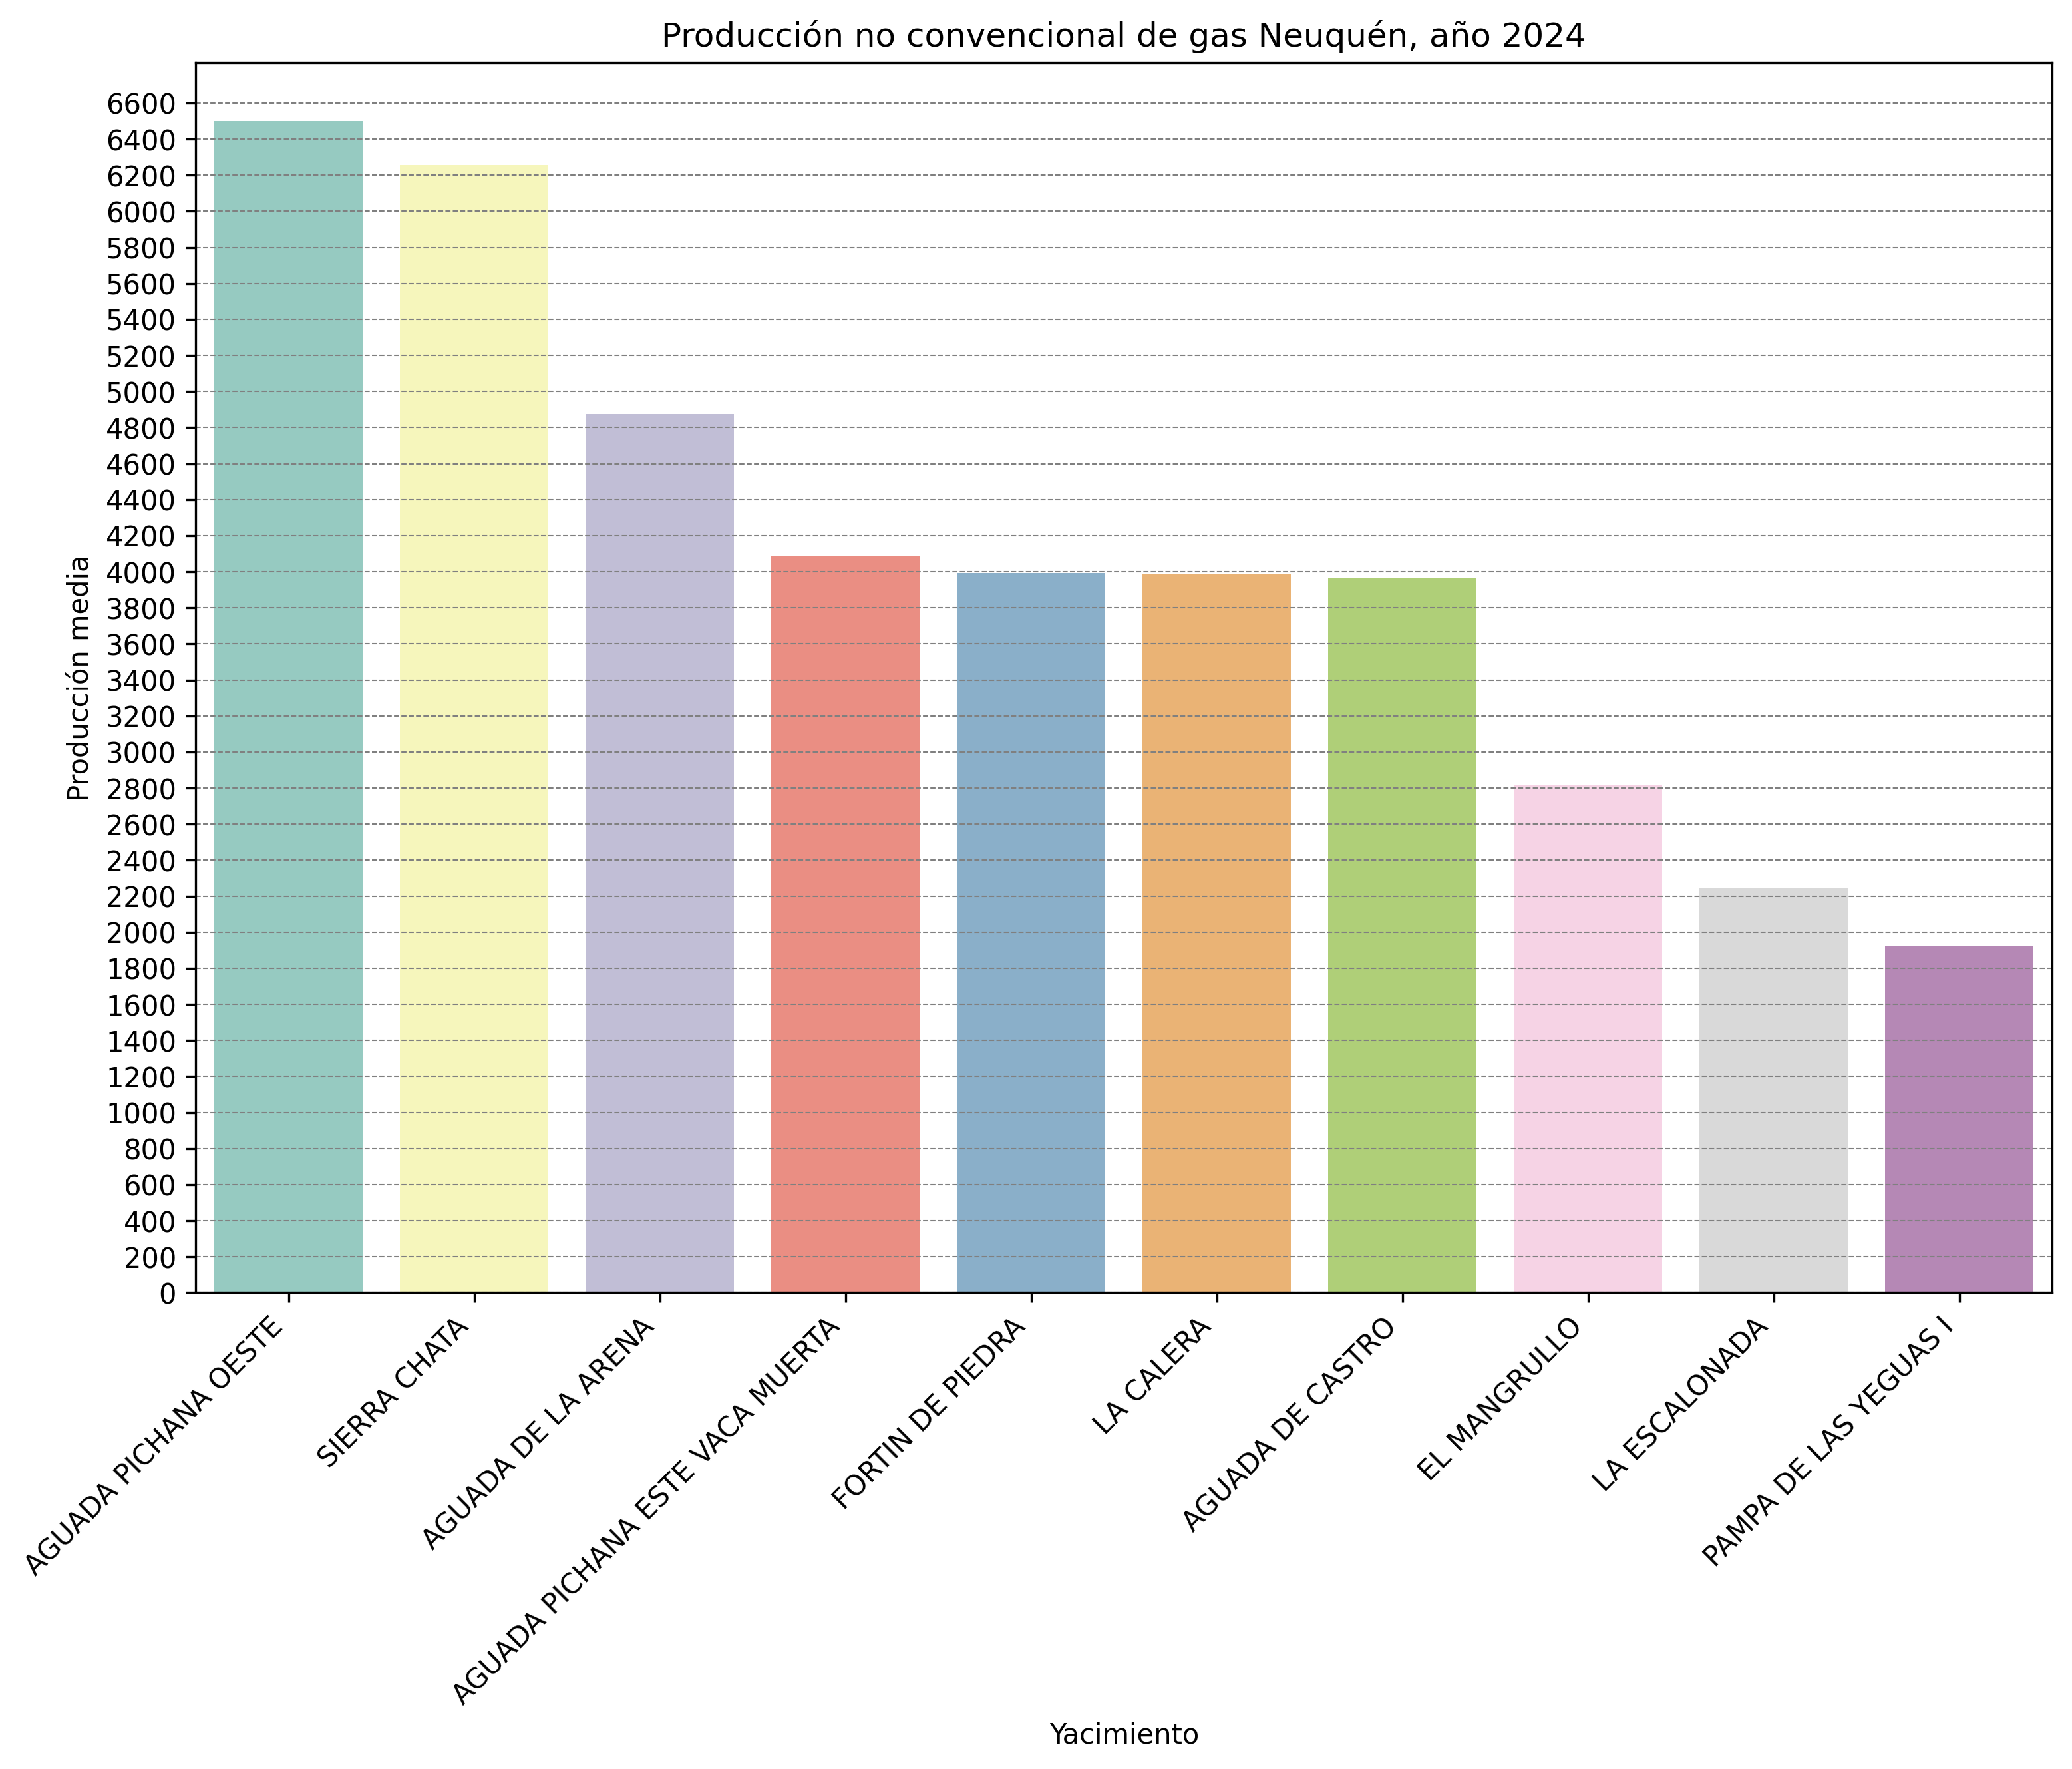 Producción no convencional de gas Neuquén, año 2024
Producción media
6600
6400
6200
6000
5800
5600
5400
5200
5000
4800
4600
4400
4200
4000
3800
3600
3400
3200
3000
2800
2600
2400
2200
2000
1800
1600
1400
1200
1000
800
600
400
200
0
AGUADA PICHANA OESTE
SIERRA CHATA
AGUADA DE LA ARENA
AGUADA PICHANA ESTE VACA MUERTA
FORTIN DE PIEDRA
LA CALERA
AGUADA DE CASTRO
EL MANGRULLO
LA ESCALONADA
PAMPA DE LAS YEGUAS I
Yacimiento